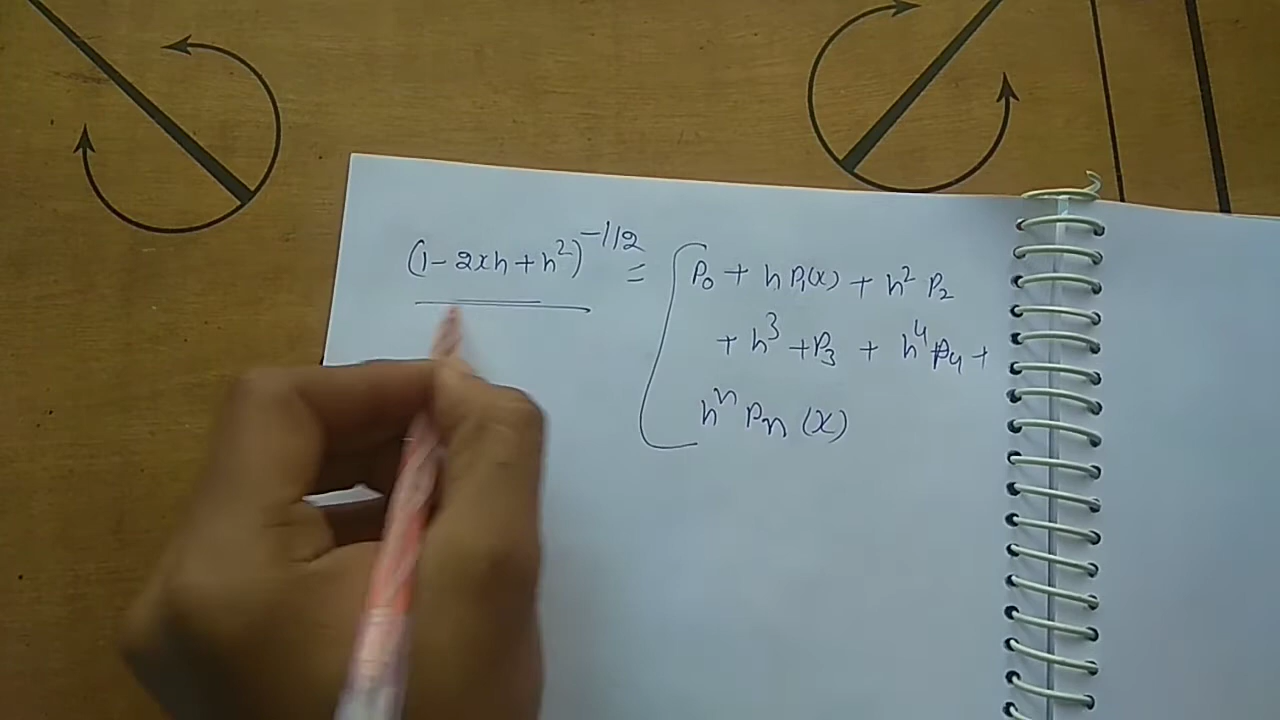 (1-2xh+h²)^-1/2 = P₀ + h P₁(x) + h² P₂
+ h³ + P₃ + h⁴ P₄ +
hⁿ Pₙ (x)